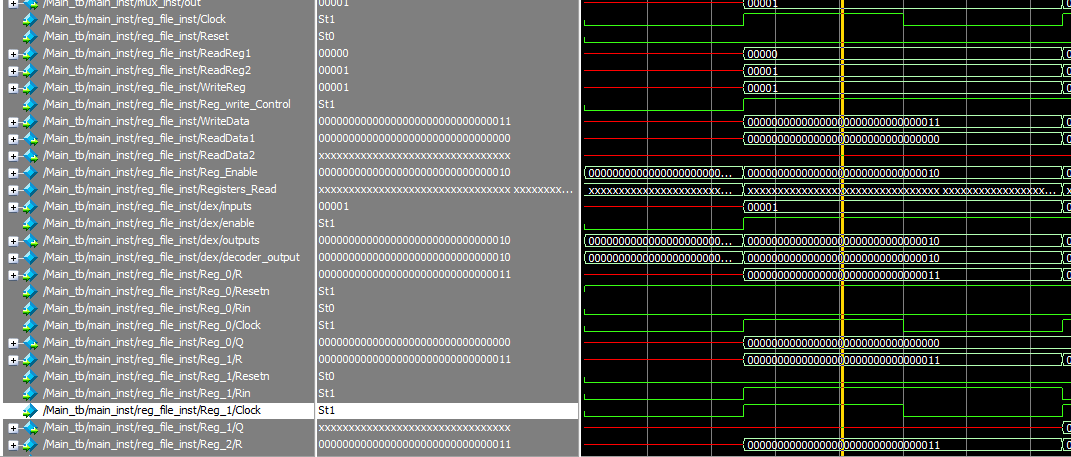 /Main_tb/main_inst/mux_inst/out 00001 00001
/Main_tb/main_inst/reg_file_inst/Clock St1
/Main_tb/main_inst/reg_file_inst/Reset St0
/Main_tb/main_inst/reg_file_inst/ReadReg1 00000 00000
/Main_tb/main_inst/reg_file_inst/ReadReg2 00001 00001
/Main_tb/main_inst/reg_file_inst/WriteReg 00001 00001
/Main_tb/main_inst/reg_file_inst/Reg_write_Control St1
/Main_tb/main_inst/reg_file_inst/WriteData 00000000000000000000000000000011 00000000000000000000000000000011
/Main_tb/main_inst/reg_file_inst/ReadData1 00000000000000000000000000000000 00000000000000000000000000000000
/Main_tb/main_inst/reg_file_inst/ReadData2 xxxxxxxxxxxxxxxxxxxxxxxxxxxxxxxx
/Main_tb/main_inst/reg_file_inst/Reg_Enable 00000000000000000000000000000010 00000000000000000000000... 00000000000000000000000000000010
/Main_tb/main_inst/reg_file_inst/Registers_Read xxxxxxxxxxxxxxxxxxxxxxxxxxxxxxxx xxxxxxxx... xxxxxxxxxxxxxxxxxxxxxxx... xxxxxxxxxxxxxxxxxxxxxxxxxxxxxxxx xxxxxxxxxxxxxxxxx...
/Main_tb/main_inst/reg_file_inst/dex/inputs 00001 00001
/Main_tb/main_inst/reg_file_inst/dex/enable St1
/Main_tb/main_inst/reg_file_inst/dex/outputs 00000000000000000000000000000010 00000000000000000000000... 00000000000000000000000000000010
/Main_tb/main_inst/reg_file_inst/dex/decoder_output 00000000000000000000000000000010 00000000000000000000000... 00000000000000000000000000000010
/Main_tb/main_inst/reg_file_inst/Reg_0/R 00000000000000000000000000000011 00000000000000000000000000000011
/Main_tb/main_inst/reg_file_inst/Reg_0/Resetn St1
/Main_tb/main_inst/reg_file_inst/Reg_0/Rin St0
/Main_tb/main_inst/reg_file_inst/Reg_0/Clock St1
/Main_tb/main_inst/reg_file_inst/Reg_0/Q 00000000000000000000000000000000 00000000000000000000000000000000
/Main_tb/main_inst/reg_file_inst/Reg_1/R 00000000000000000000000000000011 00000000000000000000000000000011
/Main_tb/main_inst/reg_file_inst/Reg_1/Resetn St0
/Main_tb/main_inst/reg_file_inst/Reg_1/Rin St1
/Main_tb/main_inst/reg_file_inst/Reg_1/Clock St1
/Main_tb/main_inst/reg_file_inst/Reg_1/Q xxxxxxxxxxxxxxxxxxxxxxxxxxxxxxxx
/Main_tb/main_inst/reg_file_inst/Reg_2/R 00000000000000000000000000000011 00000000000000000000000000000011